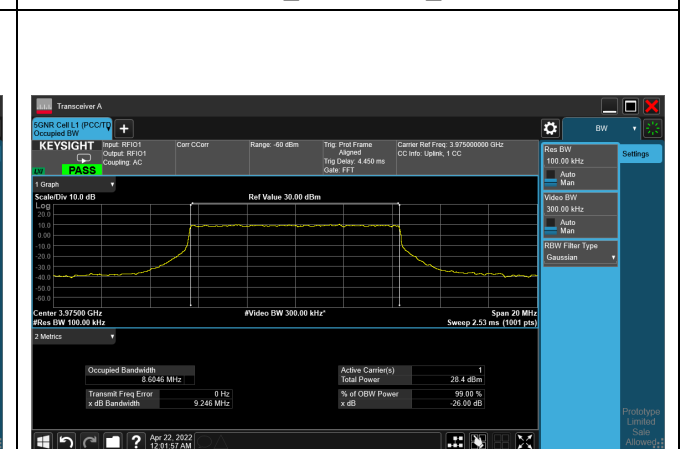 Transceiver A
5GNR Cell L1 (PCC/TD
Occupied BW
BW
KEYSIGHT
Input: RFIO1
Output: RFIO1
Coupling: AC
Corr CCorr
Range: -60 dBm
Trig: Prot Frame
Aligned
Trig Delay: 4.450 ms
Gate: FFT
Carrier Ref Freq: 3.975000000 GHz
CC Info: Uplink, 1 CC
PASS
Res BW
100.00 kHz
Auto
Man
Settings
Video BW
300.00 kHz
Auto
Man
RBW Filter Type
Gaussian
1 Graph
Scale/Div 10.0 dB
Ref Value 30.00 dBm
Log
20.0
10.0
0.00
-10.0
-20.0
-30.0
-40.0
-50.0
-60.0
Center 3.97500 GHz
#Video BW 300.00 kHz*
Span 20 MHz
#Res BW 100.00 kHz
Sweep 2.53 ms (1001 pts)
2 Metrics
Occupied Bandwidth
8.6046 MHz
Transmit Freq Error 0 Hz
x dB Bandwidth 9.246 MHz
Active Carrier(s) 1
Total Power 28.4 dBm
% of OBW Power 99.00 %
x dB -26.00 dB
Prototype
Limited
Sale
Allowed
Apr 22, 2022
12:01:57 AM